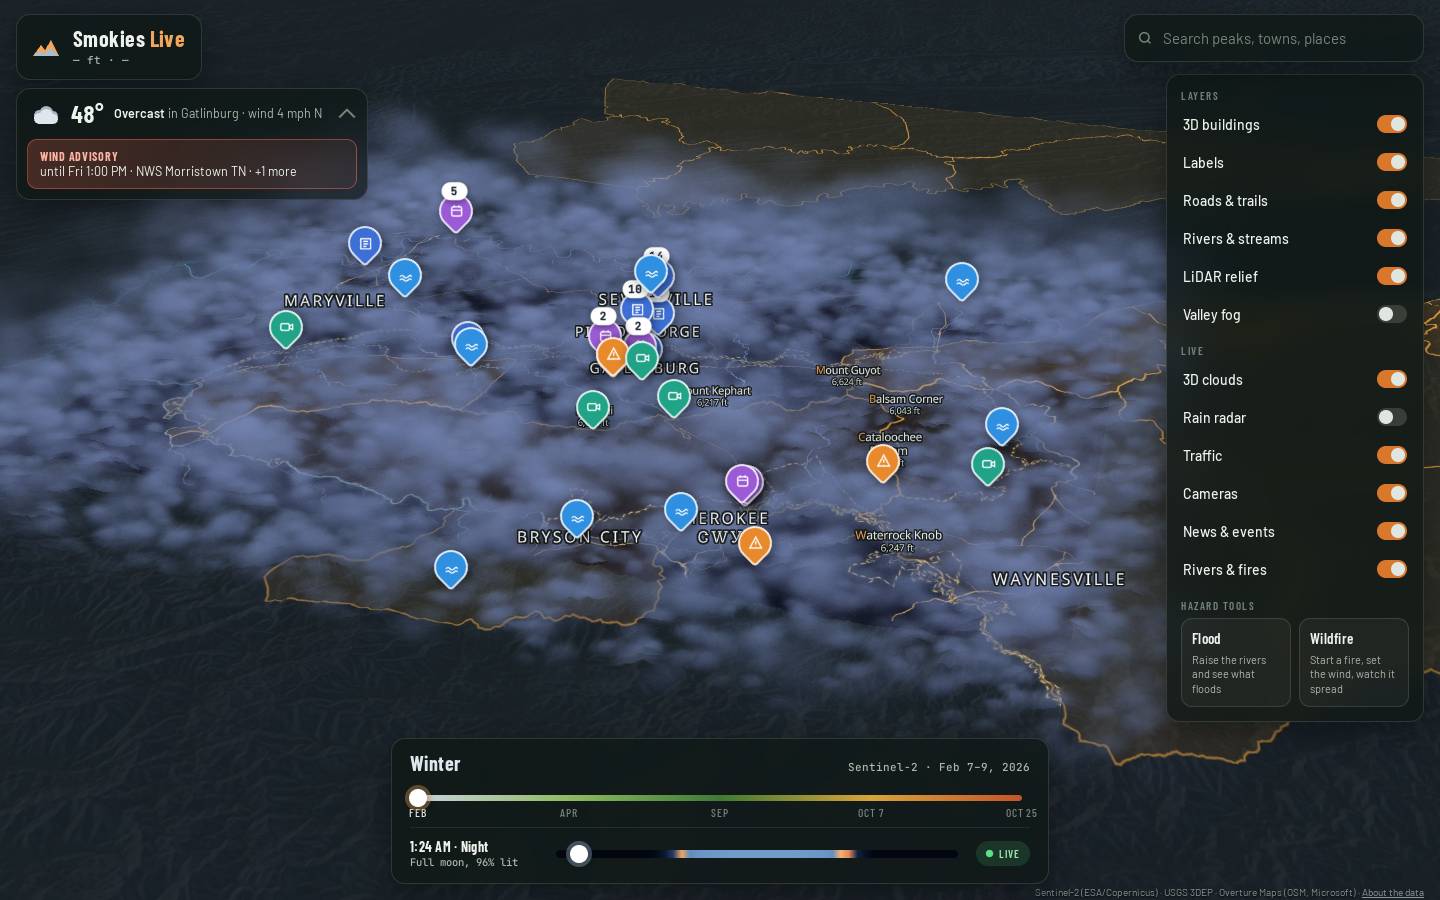 Smokies Live
— ft · —
48° Overcast in Gatlinburg · wind 4 mph N
WIND ADVISORY
until Fri 1:00 PM · NWS Morristown TN · +1 more
Search peaks, towns, places
LAYERS
3D buildings
Labels
Roads & trails
Rivers & streams
LiDAR relief
Valley fog
LIVE
3D clouds
Rain radar
Traffic
Cameras
News & events
Rivers & fires
HAZARD TOOLS
Flood
Raise the rivers
and see what
floods
Wildfire
Start a fire, set
the wind, watch it
spread
5
MARYVILLE
10
2
2
Mount Guyot
6,624 ft
6,217 ft
Balsam Corner
6,043 ft
Cataloochee
BRYSON CITY
Waterrock Knob
6,247 ft
WAYNESVILLE
Winter
Sentinel-2 · Feb 7–9, 2026
FEB
APR
SEP
OCT 7
OCT 25
1:24 AM · Night
Full moon, 96% lit
LIVE
Sentinel-2 (ESA/Copernicus) · USGS 3DEP · Overture Maps (OSM, Microsoft) · About the data